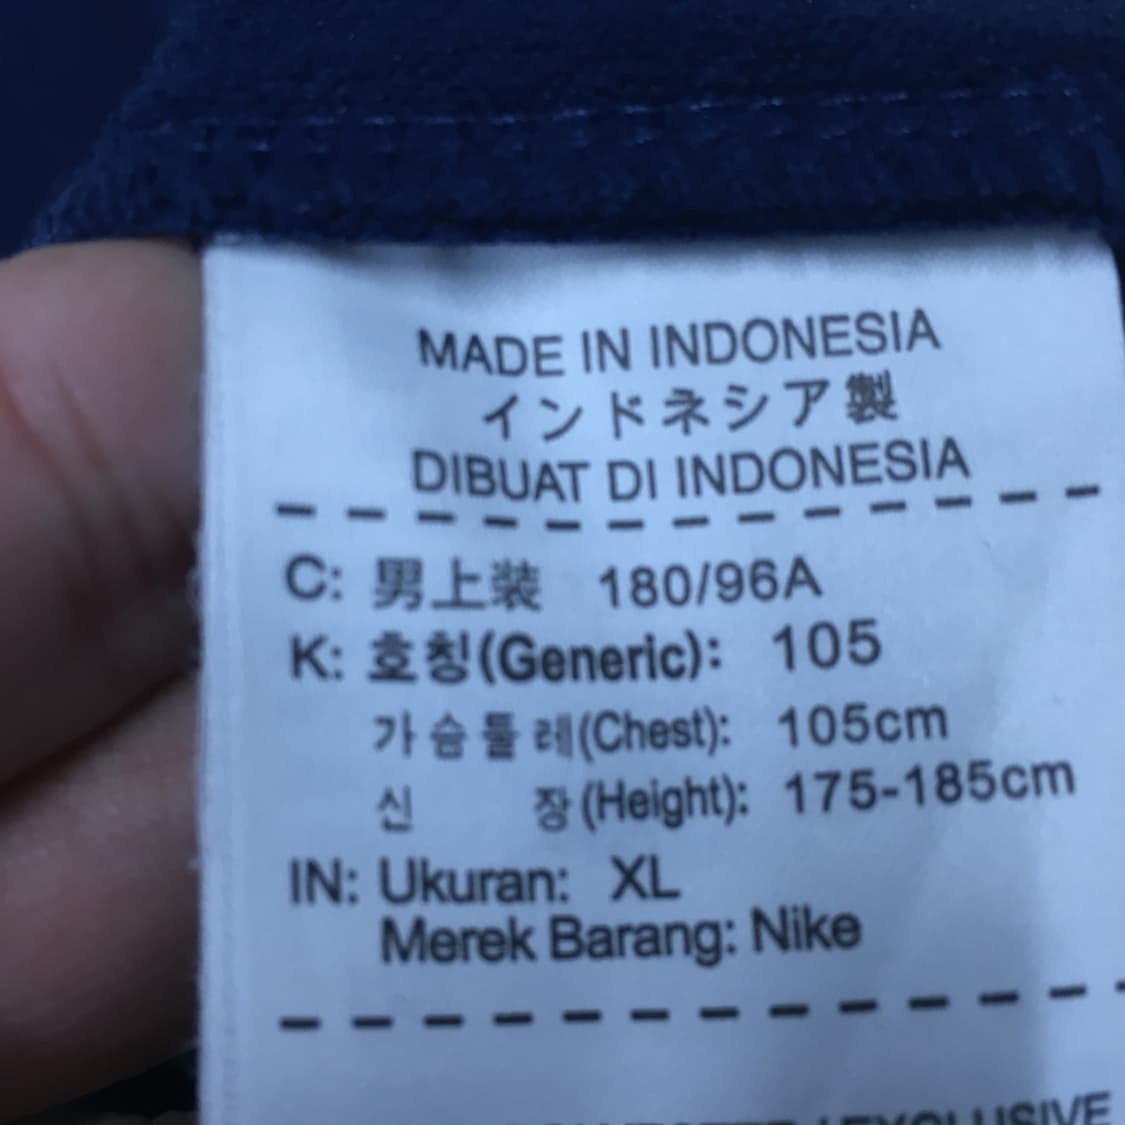 MADE IN INDONESIA
インドネシア製
DIBUAT DI INDONESIA
C: 男上装 180/96A
K: 호칭(Generic): 105
가슴둘레(Chest): 105cm
신 장(Height): 175-185cm
IN: Ukuran: XL
Merek Barang: Nike
/ EXCLUSIVE